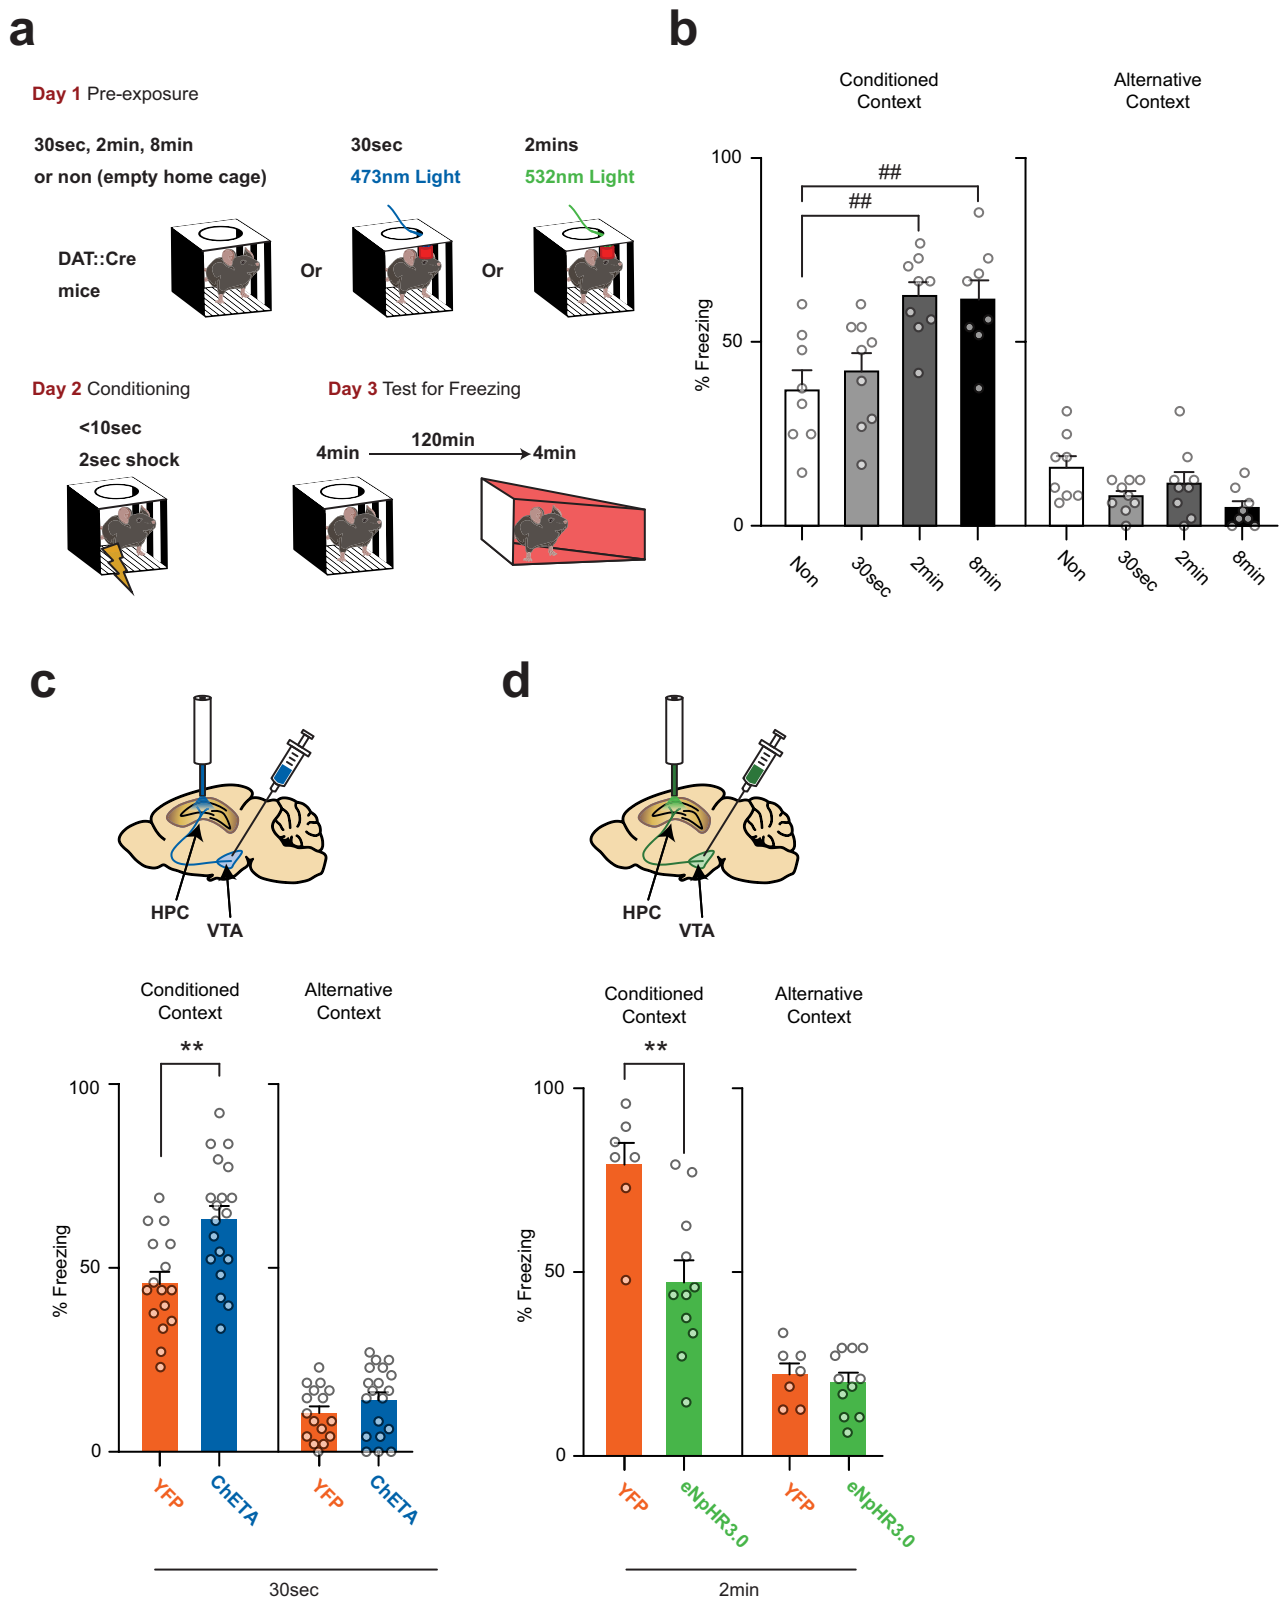 a
Day 1 Pre-exposure
30sec, 2min, 8min
or non (empty home cage)
30sec
473nm Light
2mins
532nm Light
DAT::Cre
mice
Or
Or
Day 2 Conditioning
<10sec
2sec shock
Day 3 Test for Freezing
4min
120min
4min
b
Conditioned
Context
Alternative
Context
% Freezing
100
50
0
##
##
Non
30sec
2min
8min
Non
30sec
2min
8min
c
HPC
VTA
Conditioned
Context
Alternative
Context
**
% Freezing
100
50
0
YFP
ChETA
YFP
ChETA
30sec
d
HPC
VTA
Conditioned
Context
Alternative
Context
**
% Freezing
100
50
0
YFP
eNpHR3.0
YFP
eNpHR3.0
2min